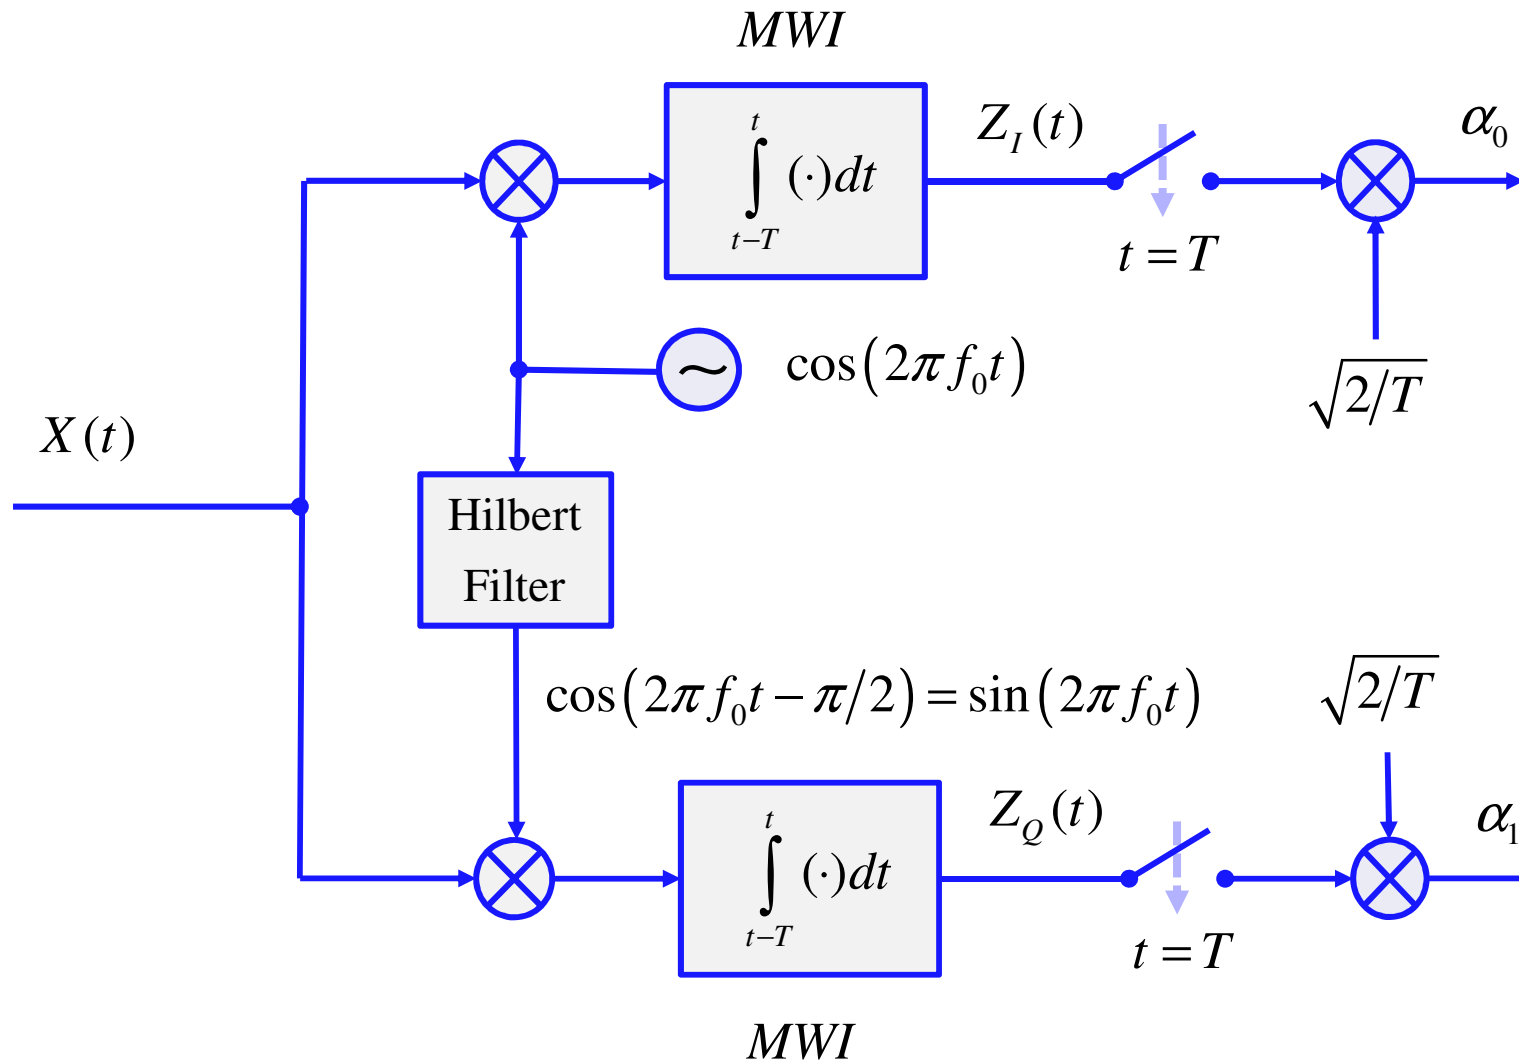 MWI
∫_{t−T}^{t} (·)dt
Z_I(t)
t = T
α_0
√(2/T)
~
cos(2πf_0t)
X(t)
Hilbert
Filter
cos(2πf_0t − π/2) = sin(2πf_0t)
√(2/T)
∫_{t−T}^{t} (·)dt
Z_Q(t)
t = T
α_1
MWI